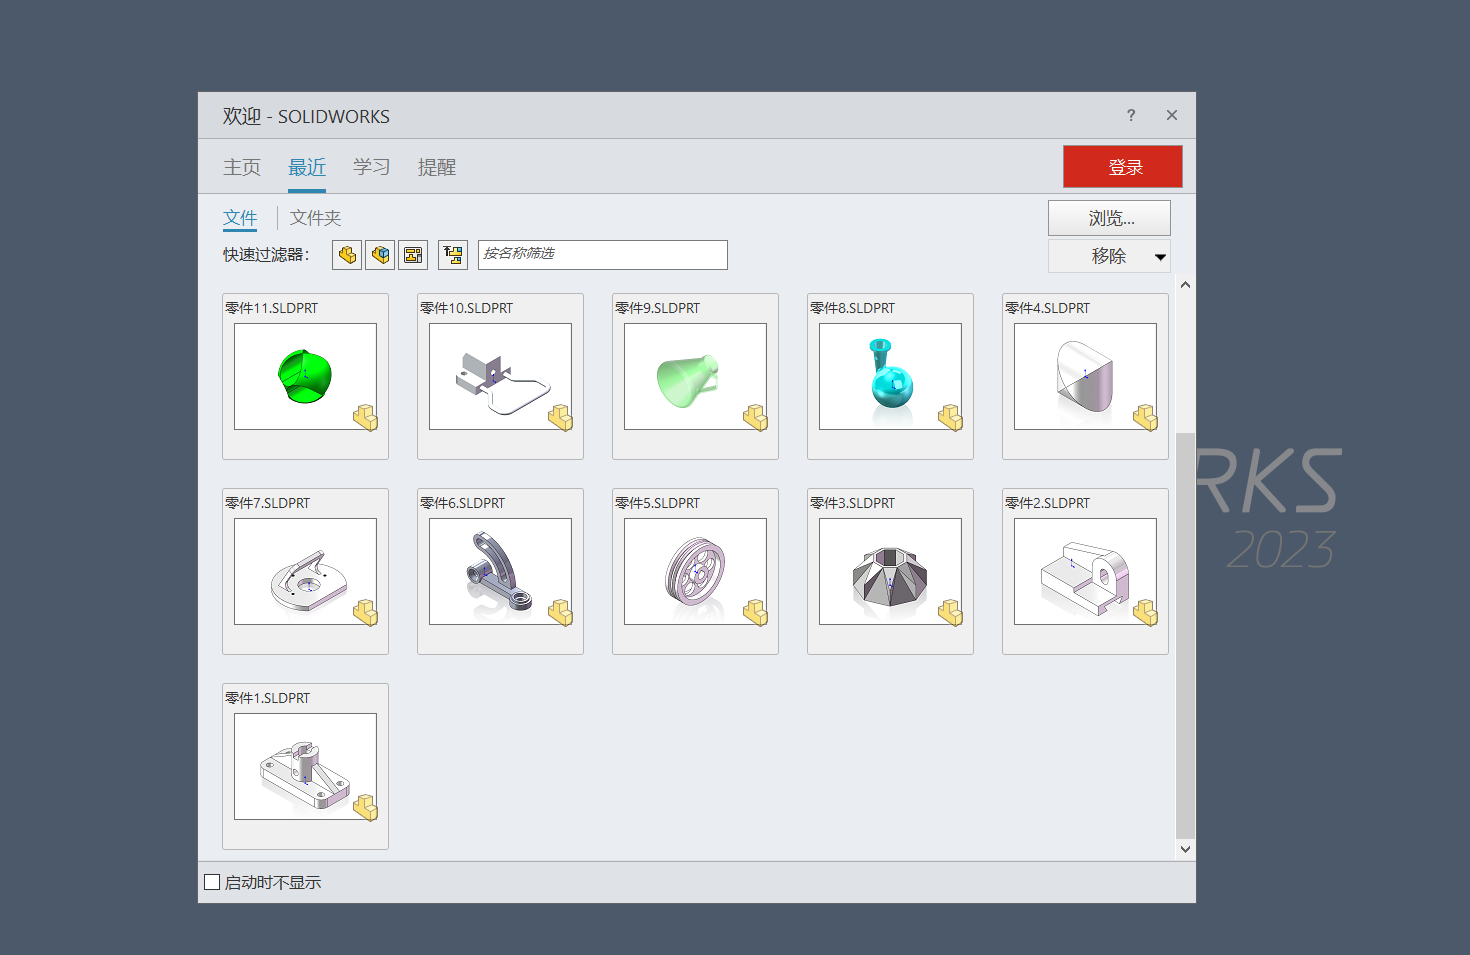 欢迎 - SOLIDWORKS
?
主页 最近 学习 提醒
登录
文件 文件夹
浏览...
快速过滤器：
按名称筛选
移除
零件11.SLDPRT
零件10.SLDPRT
零件9.SLDPRT
零件8.SLDPRT
零件4.SLDPRT
RKS
2023
零件7.SLDPRT
零件6.SLDPRT
零件5.SLDPRT
零件3.SLDPRT
零件2.SLDPRT
零件1.SLDPRT
启动时不显示